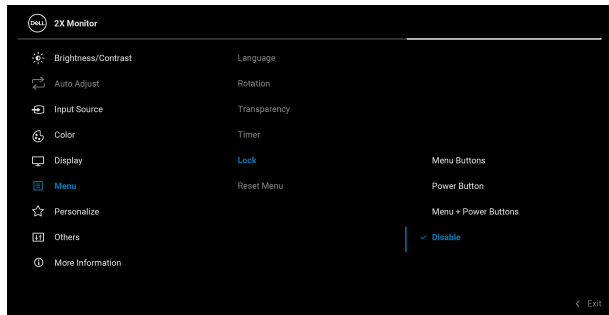 DELL 2X Monitor
Brightness/Contrast Language
Auto Adjust Rotation
Input Source Transparency
Color Timer
Display Lock Menu Buttons
Menu Reset Menu Power Button
Personalize Menu + Power Buttons
Others Disable
More Information
Exit